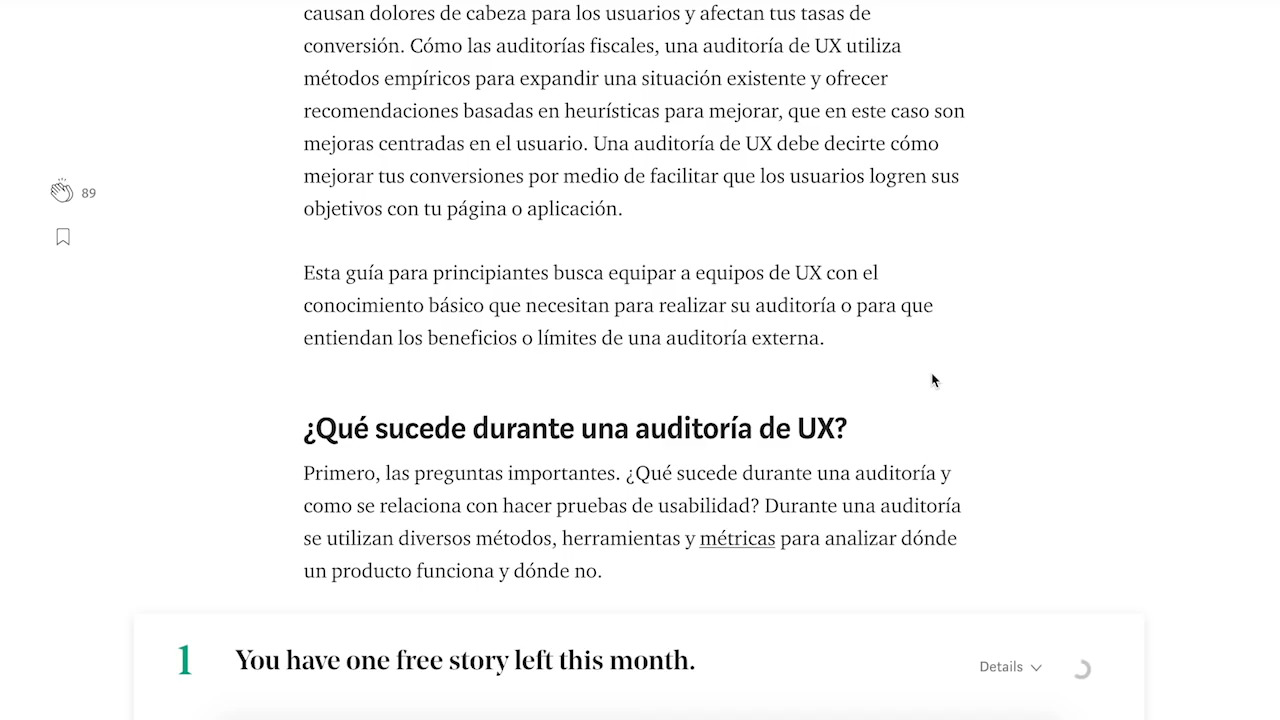 causan dolores de cabeza para los usuarios y afectan tus tasas de
conversión. Cómo las auditorías fiscales, una auditoría de UX utiliza
métodos empíricos para expandir una situación existente y ofrecer
recomendaciones basadas en heurísticas para mejorar, que en este caso son
mejoras centradas en el usuario. Una auditoría de UX debe decirte cómo
mejorar tus conversiones por medio de facilitar que los usuarios logren sus
objetivos con tu página o aplicación.
89
Esta guía para principiantes busca equipar a equipos de UX con el
conocimiento básico que necesitan para realizar su auditoría o para que
entiendan los beneficios o límites de una auditoría externa.
¿Qué sucede durante una auditoría de UX?
Primero, las preguntas importantes. ¿Qué sucede durante una auditoría y
como se relaciona con hacer pruebas de usabilidad? Durante una auditoría
se utilizan diversos métodos, herramientas y métricas para analizar dónde
un producto funciona y dónde no.
1 You have one free story left this month. Details